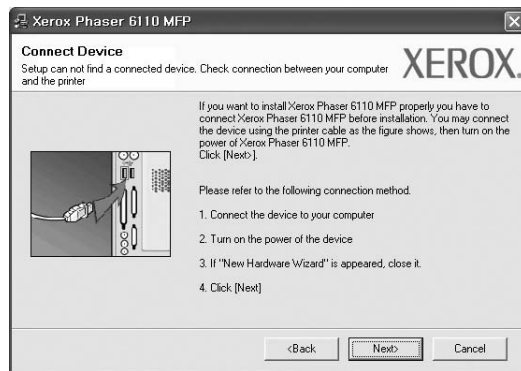 Xerox Phaser 6110 MFP
Connect Device
Setup can not find a connected device. Check connection between your computer
and the printer
XEROX.
If you want to install Xerox Phaser 6110 MFP properly you have to
connect Xerox Phaser 6110 MFP before installation. You may connect
the device using the printer cable as the figure shows, then turn on the
power of Xerox Phaser 6110 MFP.
Click [Next>].
Please refer to the following connection method.
1. Connect the device to your computer
2. Turn on the power of the device
3. If "New Hardware Wizard" is appeared, close it.
4. Click [Next]
<Back
Next>
Cancel